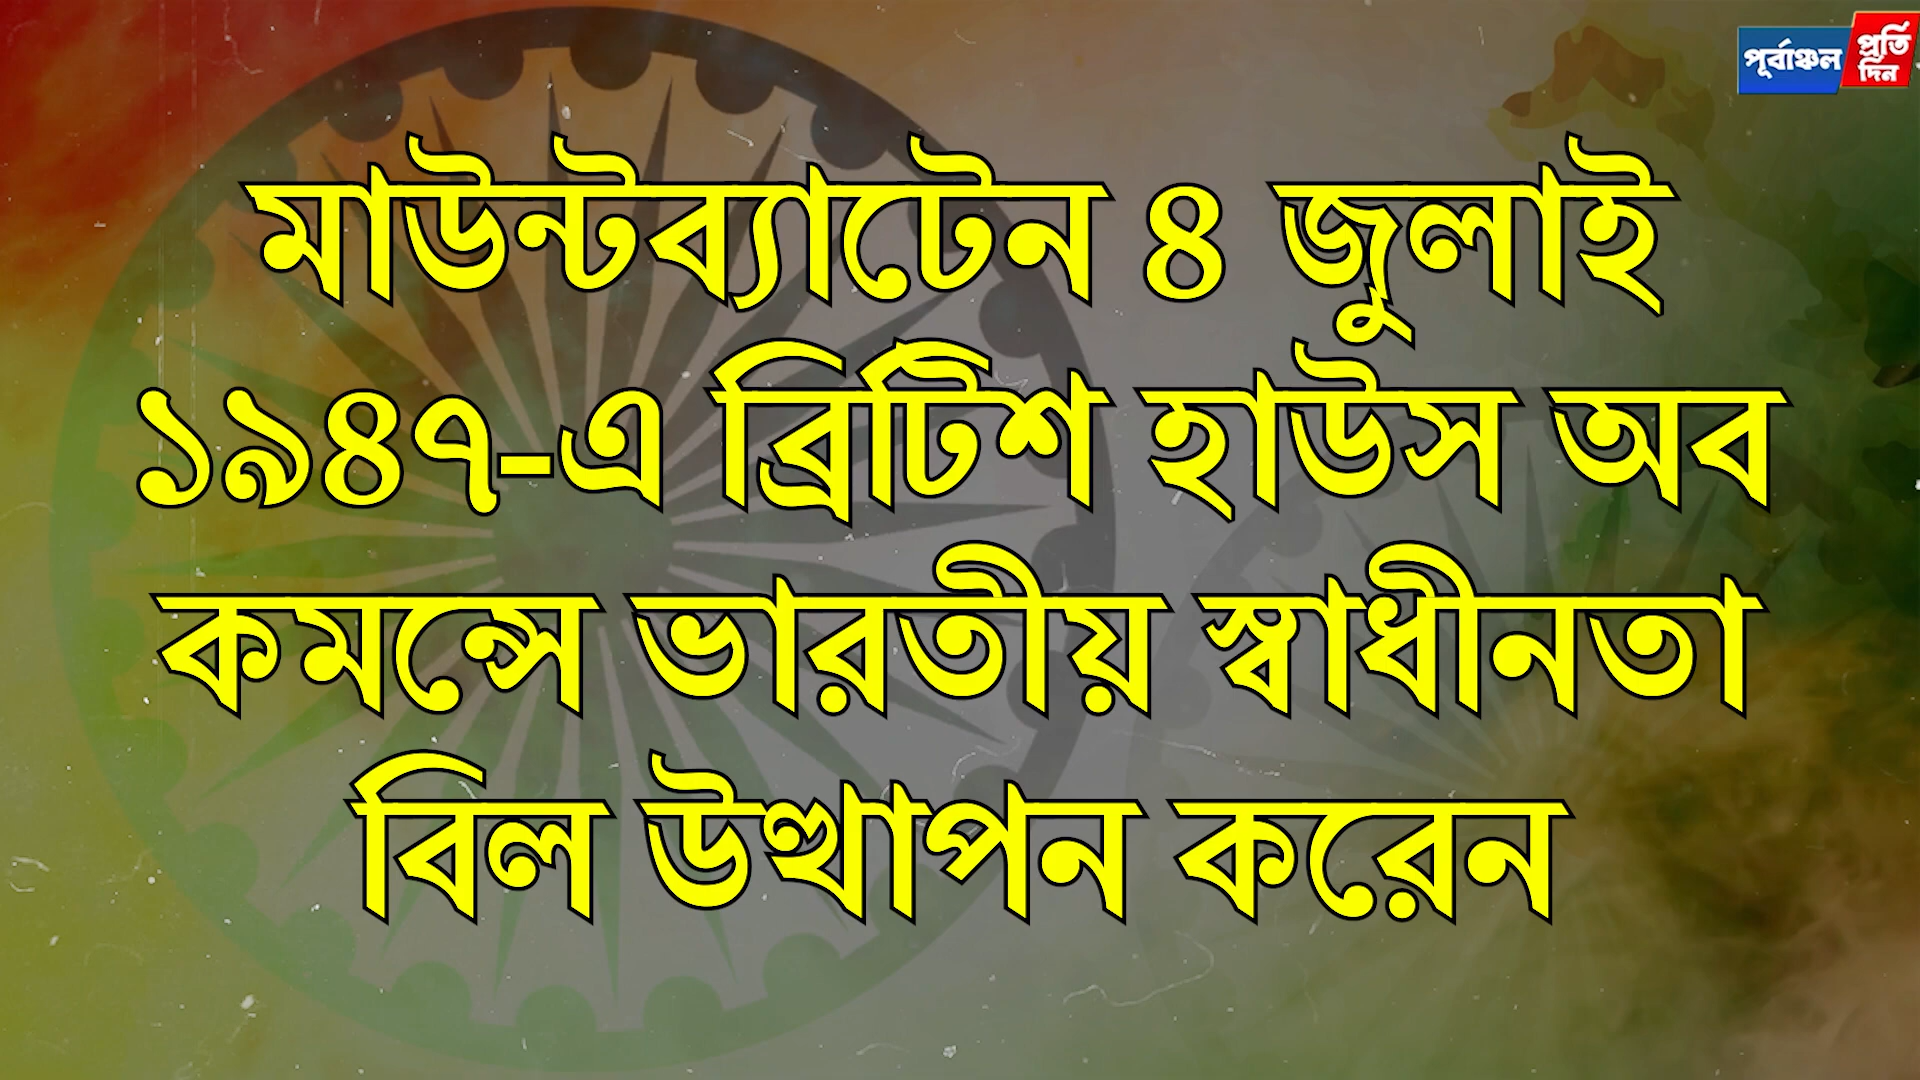 পূর্বাঞ্চল প্রতি দিন
মাউন্টব্যাটেন ৪ জুলাই
১৯৪৭-এ ব্রিটিশ হাউস অব
কমন্সে ভারতীয় স্বাধীনতা
বিল উত্থাপন করেন